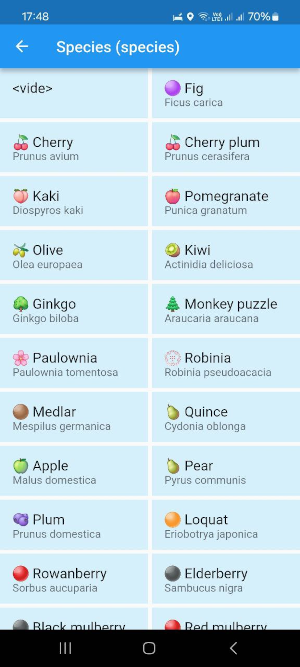 17:48
70%
Species (species)
<vide>
Fig
Ficus carica
Cherry
Prunus avium
Cherry plum
Prunus cerasifera
Kaki
Diospyros kaki
Pomegranate
Punica granatum
Olive
Olea europaea
Kiwi
Actinidia deliciosa
Ginkgo
Ginkgo biloba
Monkey puzzle
Araucaria araucana
Paulownia
Paulownia tomentosa
Robinia
Robinia pseudoacacia
Medlar
Mespilus germanica
Quince
Cydonia oblonga
Apple
Malus domestica
Pear
Pyrus communis
Plum
Prunus domestica
Loquat
Eriobotrya japonica
Rowanberry
Sorbus aucuparia
Elderberry
Sambucus nigra
Black mulberry
Red mulberry